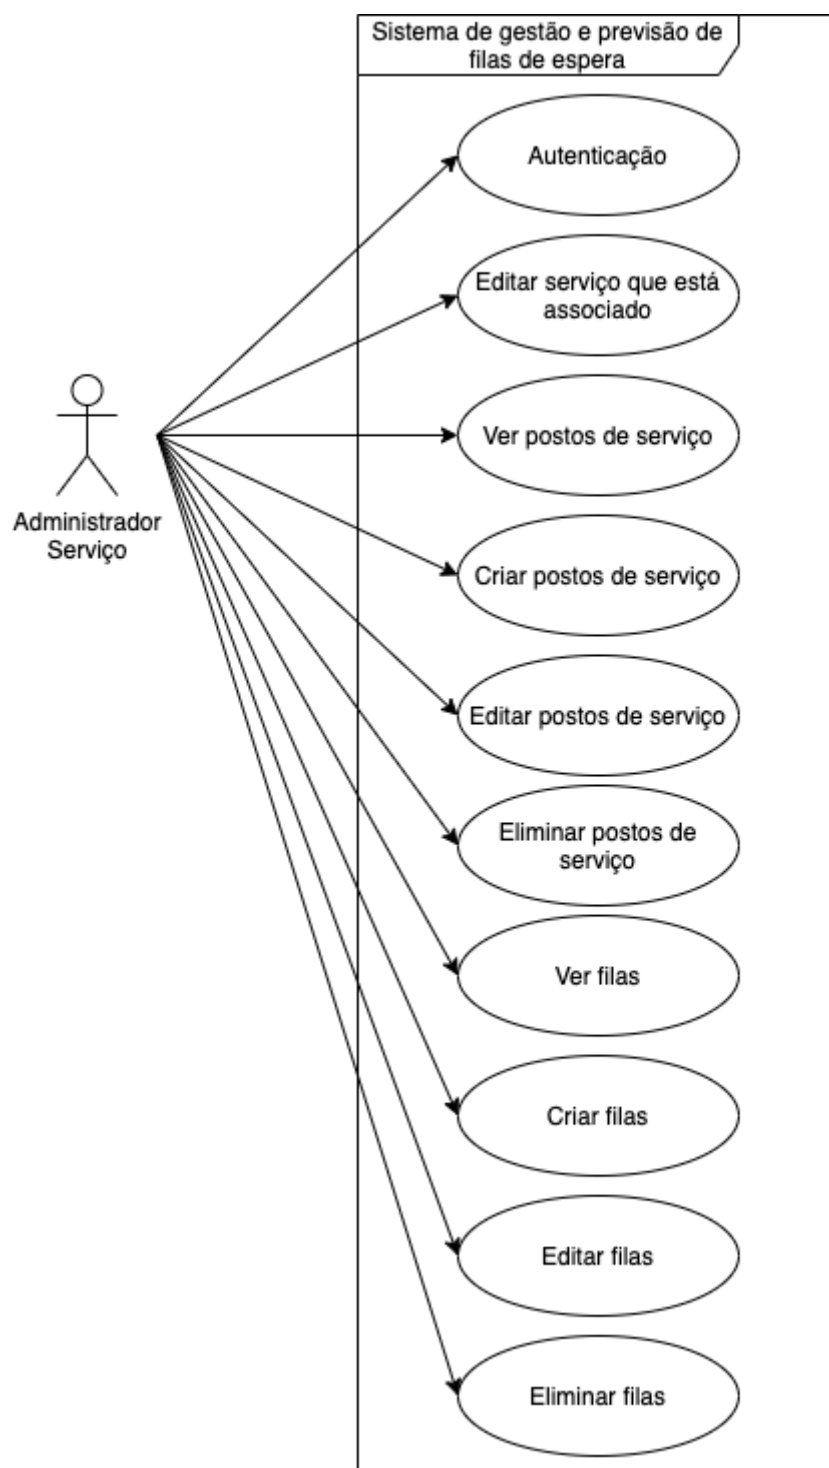 Sistema de gestão e previsão de
filas de espera
Autenticação
Editar serviço que está
associado
Ver postos de serviço
Administrador
Serviço
Criar postos de serviço
Editar postos de serviço
Eliminar postos de
serviço
Ver filas
Criar filas
Editar filas
Eliminar filas